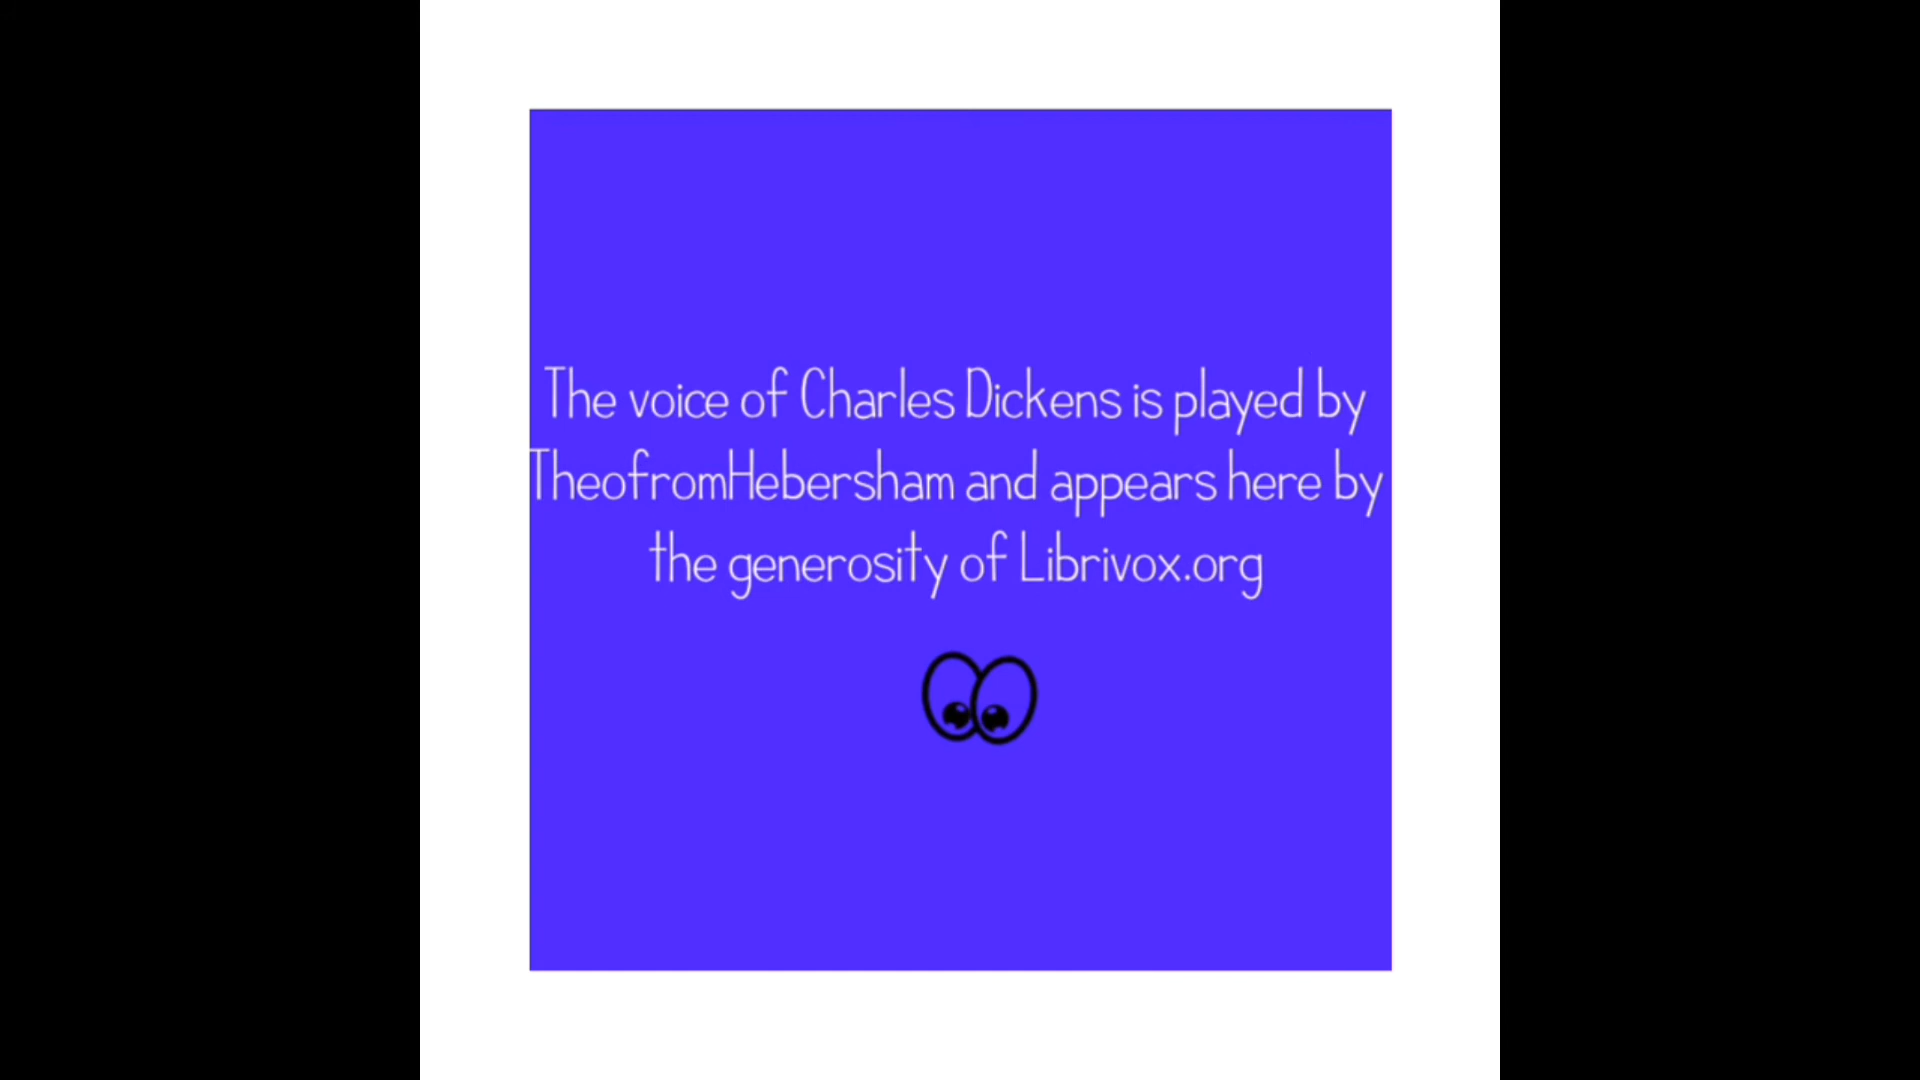 The voice of Charles Dickens is played by
TheofromHebersham and appears here by
the generosity of Librivox.org